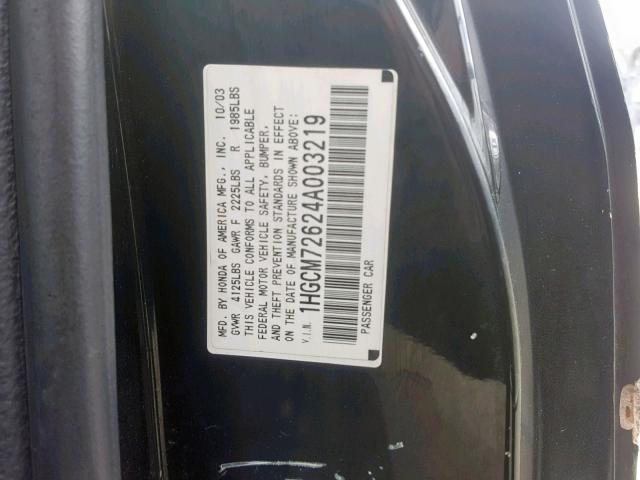 MFD. BY HONDA OF AMERICA MFG., INC. 10/03
GVWR 4125LBS GAWR F 2225LBS R 1985LBS
THIS VEHICLE CONFORMS TO ALL APPLICABLE
FEDERAL MOTOR VEHICLE SAFETY, BUMPER,
AND THEFT PREVENTION STANDARDS IN EFFECT
ON THE DATE OF MANUFACTURE SHOWN ABOVE.
V.I.N. 1HGCM72624A003219
PASSENGER CAR